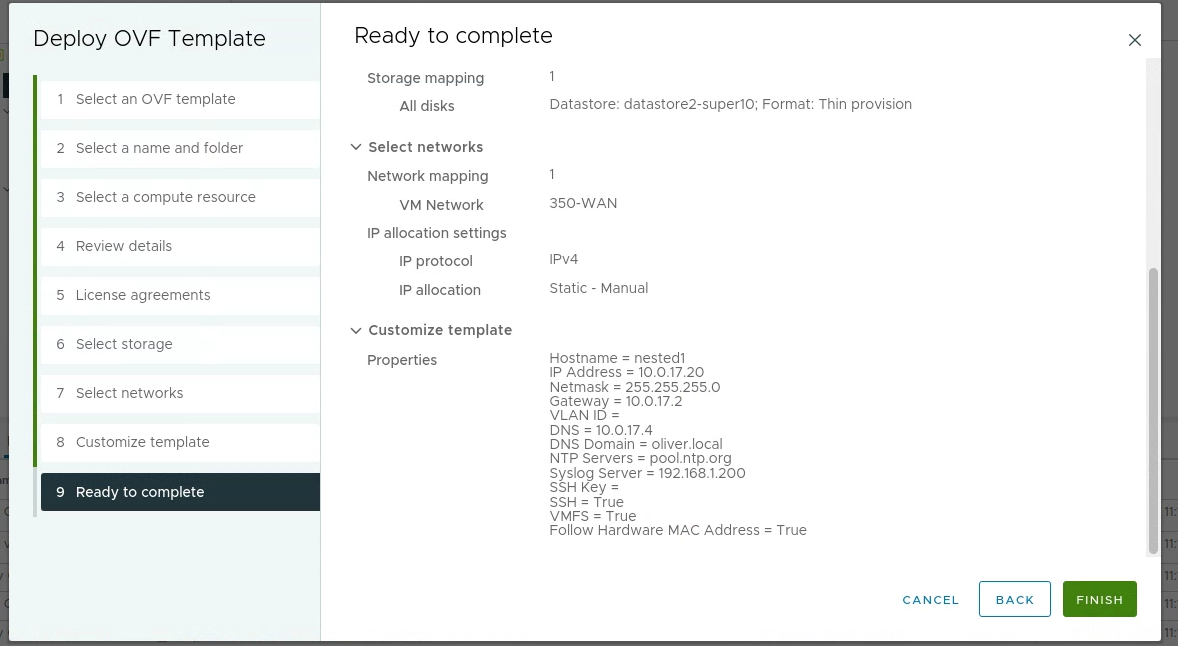 Deploy OVF Template
1 Select an OVF template
2 Select a name and folder
3 Select a compute resource
4 Review details
5 License agreements
6 Select storage
7 Select networks
8 Customize template
9 Ready to complete
Ready to complete
Storage mapping 1
All disks Datastore: datastore2-super10; Format: Thin provision
Select networks
Network mapping 1
VM Network 350-WAN
IP allocation settings
IP protocol IPv4
IP allocation Static - Manual
Customize template
Properties Hostname = nested1
IP Address = 10.0.17.20
Netmask = 255.255.255.0
Gateway = 10.0.17.2
VLAN ID =
DNS = 10.0.17.4
DNS Domain = oliver.local
NTP Servers = pool.ntp.org
Syslog Server = 192.168.1.200
SSH Key =
SSH = True
VMFS = True
Follow Hardware MAC Address = True
CANCEL BACK FINISH
11:
11:
11:
11:
11: